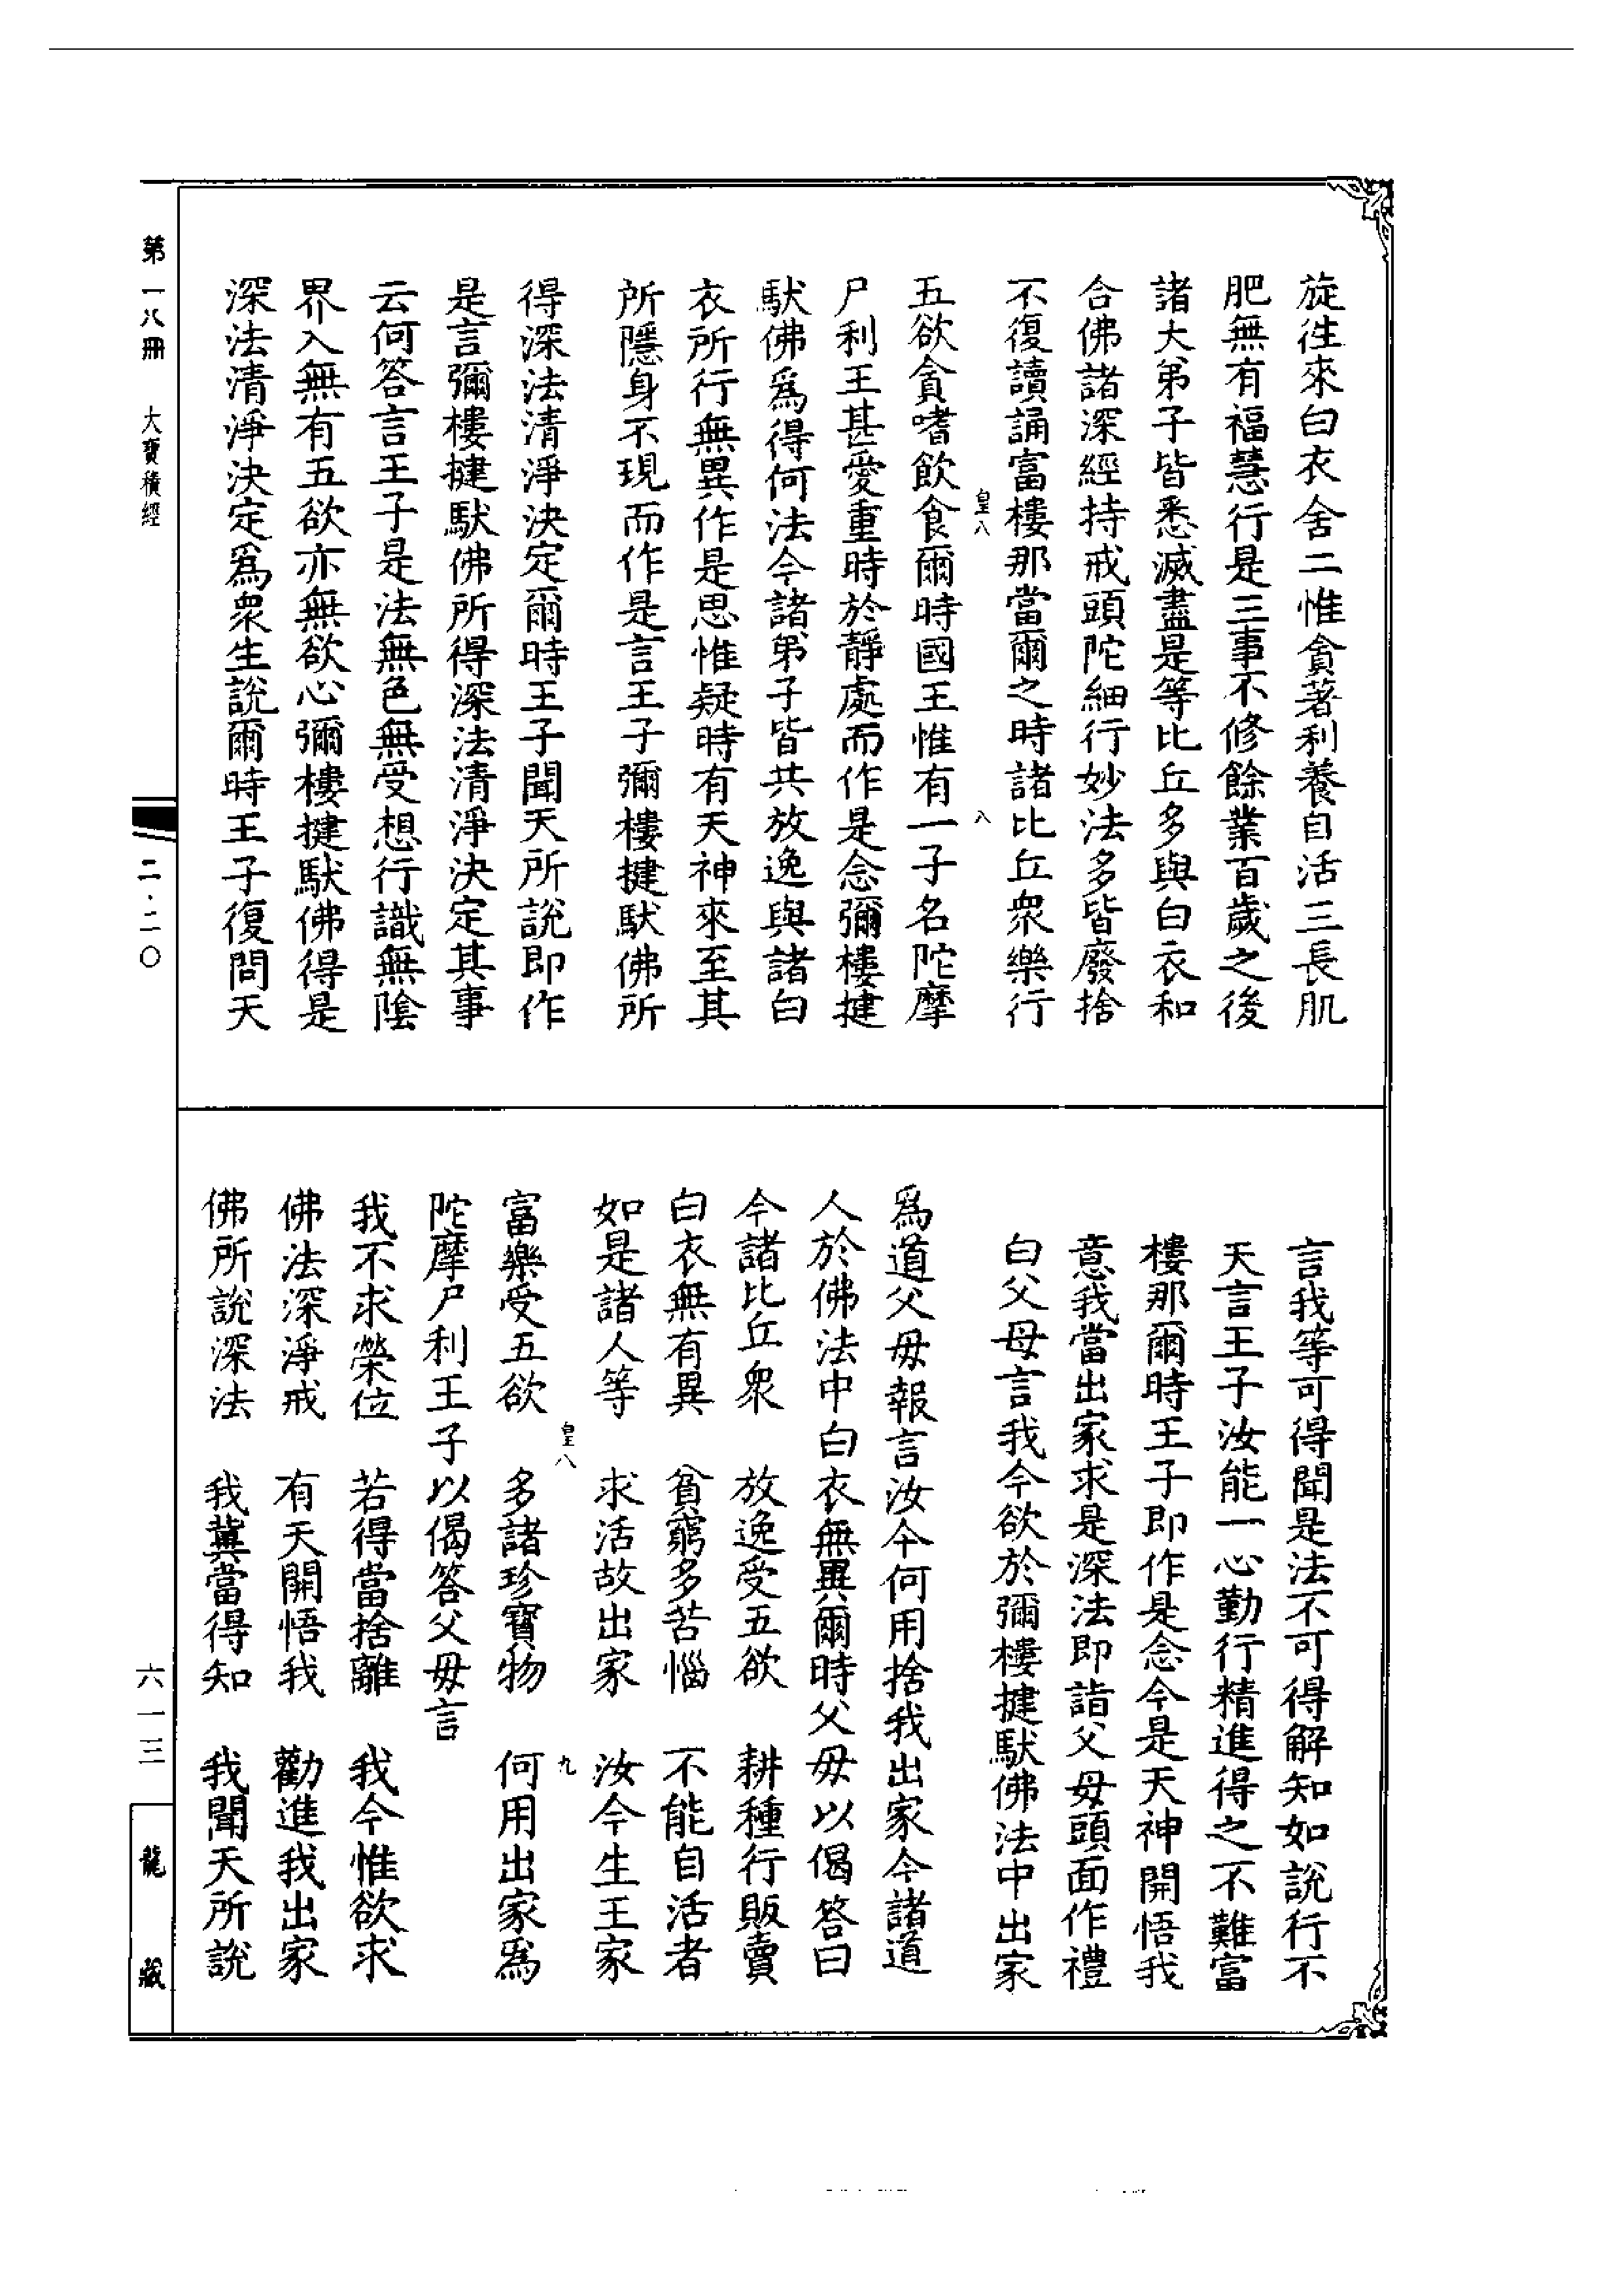 旋徃來白衣舍二惟貪著利養自活三長肌
肥無有福慧行是三事不修餘業百歲之後
諸大弟子皆悉滅盡是等比丘多與白衣和
合佛諸深經持戒頭陀細行妙法多皆廢捨
不復讀誦富樓那當爾之時諸比丘眾樂行
皇八
八
五欲貪嗜飲食爾時國王惟有一子名陀摩
尸利王甚愛重時於靜處而作是念彌樓揵
馱佛爲得何法今諸弟子皆共放逸與諸白
衣所行無異作是思惟疑時有天神來至其
所隱身不現而作是言王子彌樓揵馱佛所
得深法清淨決定爾時王子聞天所說即作
是言彌樓揵馱佛所得深法清淨決定其事
云何答言王子是法無色無受想行識無陰
界入無有五欲亦無欲心彌樓揵馱佛得是
深法清淨決定爲眾生說爾時王子復問天
言我等可得聞是法不可得解知如說行不
天言王子汝能一心勤行精進得之不難富
樓那爾時王子即作是念今是天神開悟我
意我當出家求是深法即詣父母頭面作禮
白父母言我今欲於彌樓揵馱佛法中出家
爲道父母報言汝今何用捨我出家今諸道
人於佛法中白衣無異爾時父母以偈答曰
今諸比丘眾　放逸受五欲　耕種行販賣
白衣無有異　貧窮多苦惱　不能自活者
如是諸人等　求活故出家　汝今生王家
皇八
九
富樂受五欲　多諸珍寶物　何用出家爲
陀摩尸利王子以偈答父母言
我不求榮位　若得當捨離　我今惟欲求
佛法深淨戒　有天開悟我　勸進我出家
佛所說深法　我冀當得知　我聞天所說
第一八冊　大寶積經
二·二〇
六一三
龍藏